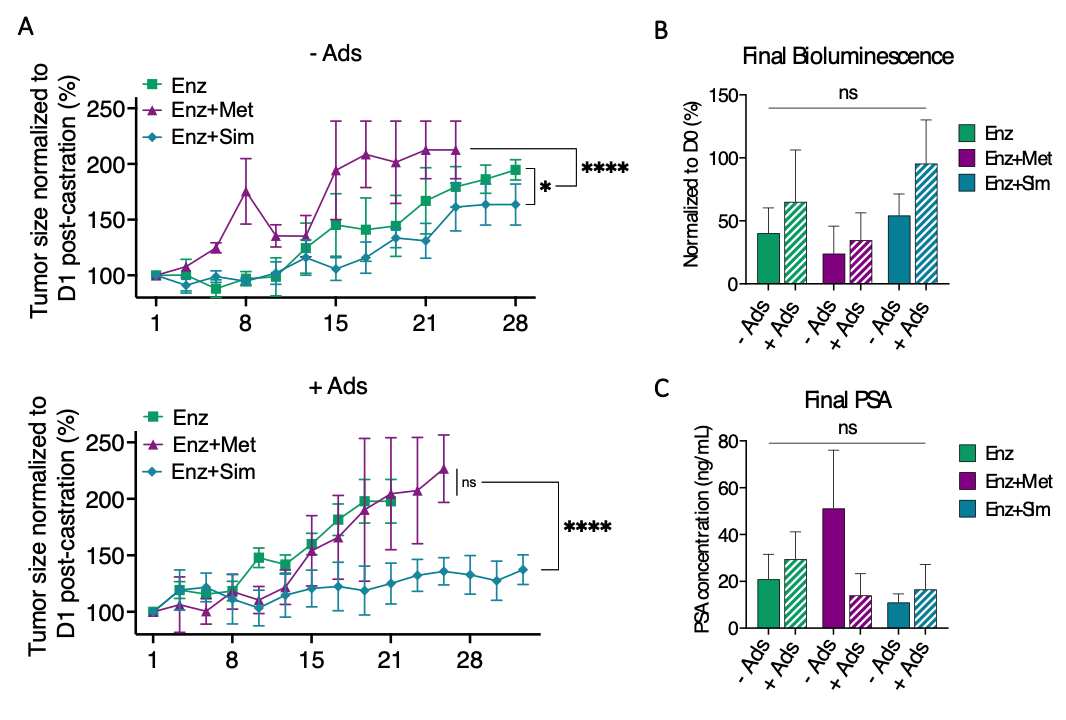 A
- Ads
Tumor size normalized to
D1 post-castration (%)
Enz
Enz+Met
Enz+Sim
250
200
150
100
1
8
15
21
28
*
****
+ Ads
Tumor size normalized to
D1 post-castration (%)
Enz
Enz+Met
Enz+Sim
250
200
150
100
1
8
15
21
28
ns
****
B
Final Bioluminescence
Normalized to D0 (%)
150
100
50
0
ns
- Ads
+ Ads
- Ads
+ Ads
- Ads
+ Ads
Enz
Enz+Met
Enz+Sim
C
Final PSA
PSA concentration (ng/mL)
80
60
40
20
0
ns
- Ads
+ Ads
- Ads
+ Ads
- Ads
+ Ads
Enz
Enz+Met
Enz+Sim